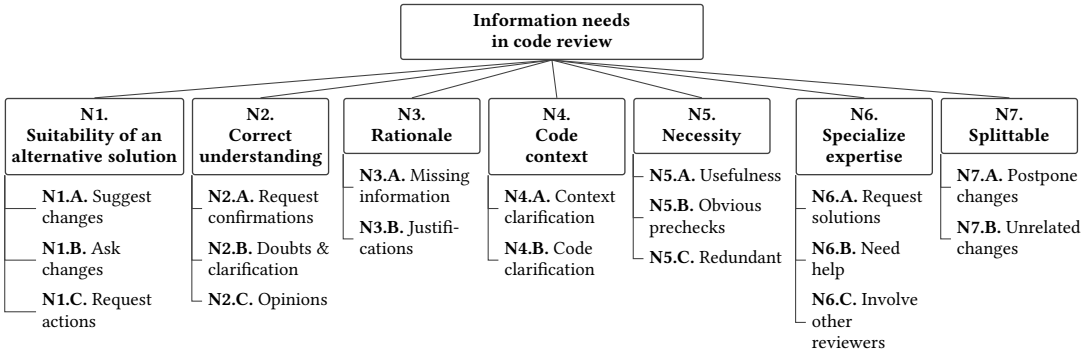 Information needs
in code review
N1.
Suitability of an
alternative solution
N1.A. Suggest
changes
N1.B. Ask
changes
N1.C. Request
actions
N2.
Correct
understanding
N2.A. Request
confirmations
N2.B. Doubts &
clarification
N2.C. Opinions
N3.
Rationale
N3.A. Missing
information
N3.B. Justifi-
cations
N4.
Code
context
N4.A. Context
clarification
N4.B. Code
clarification
N5.
Necessity
N5.A. Usefulness
N5.B. Obvious
prechecks
N5.C. Redundant
N6.
Specialize
expertise
N6.A. Request
solutions
N6.B. Need
help
N6.C. Involve
other
reviewers
N7.
Splittable
N7.A. Postpone
changes
N7.B. Unrelated
changes